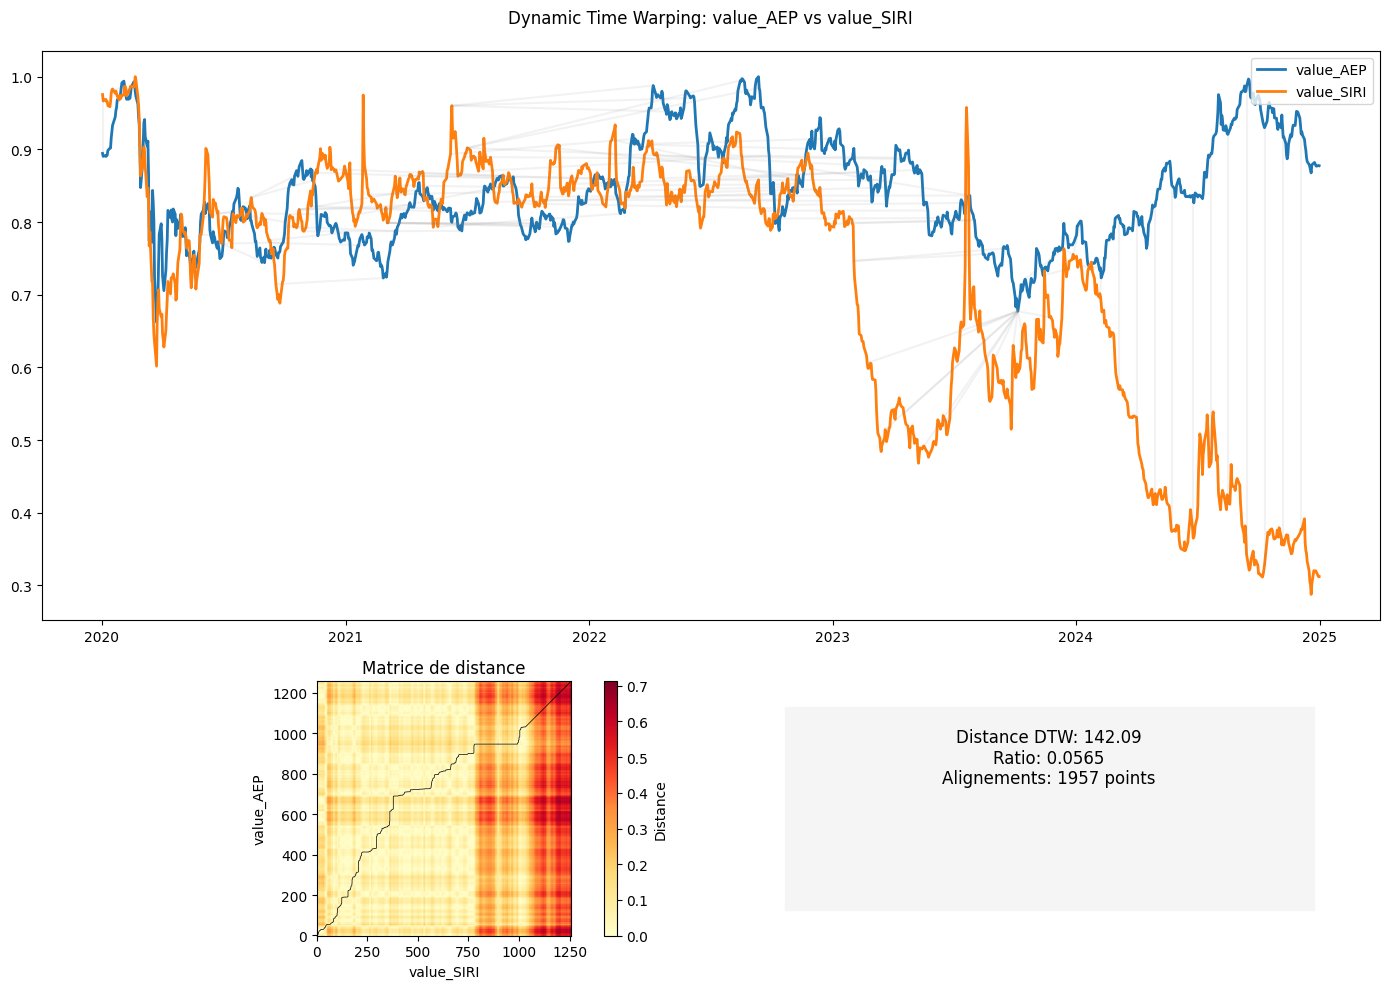 Dynamic Time Warping: value_AEP vs value_SIRI
value_AEP
value_SIRI
1.0
0.9
0.8
0.7
0.6
0.5
0.4
0.3
2020 2021 2022 2023 2024 2025
Matrice de distance
value_AEP
1200
1000
800
600
400
200
0
0 250 500 750 1000 1250
value_SIRI
0.7
0.6
0.5
0.4
0.3
0.2
0.1
0.0
Distance
Distance DTW: 142.09
Ratio: 0.0565
Alignements: 1957 points